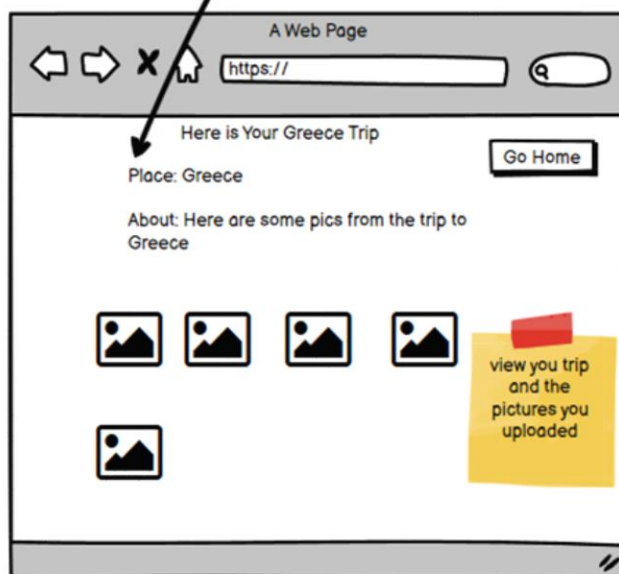 A Web Page
https://
Here is Your Greece Trip
Go Home
Place: Greece
About: Here are some pics from the trip to
Greece
view you trip
and the
pictures you
uploaded